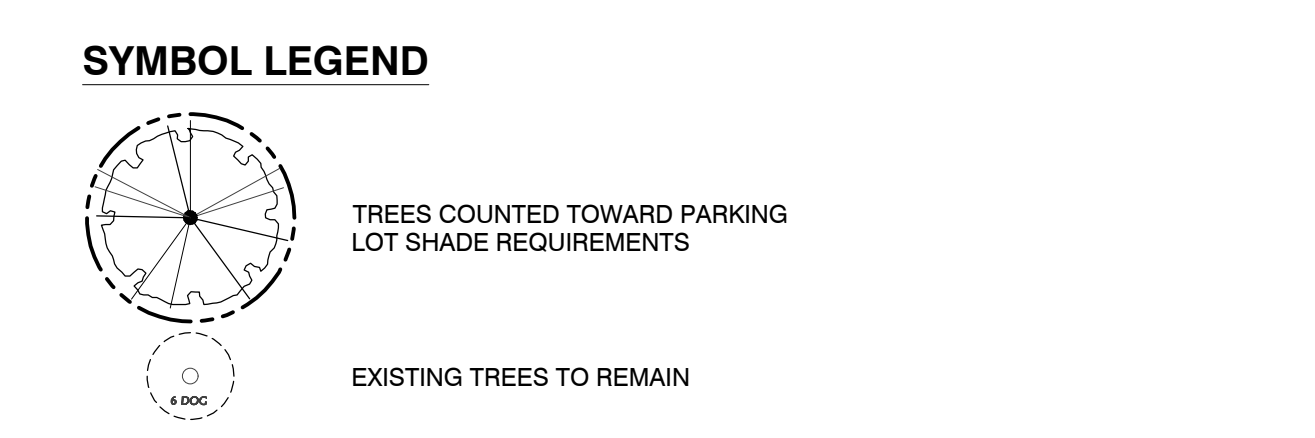 SYMBOL LEGEND
TREES COUNTED TOWARD PARKING
LOT SHADE REQUIREMENTS
EXISTING TREES TO REMAIN
6 DOG